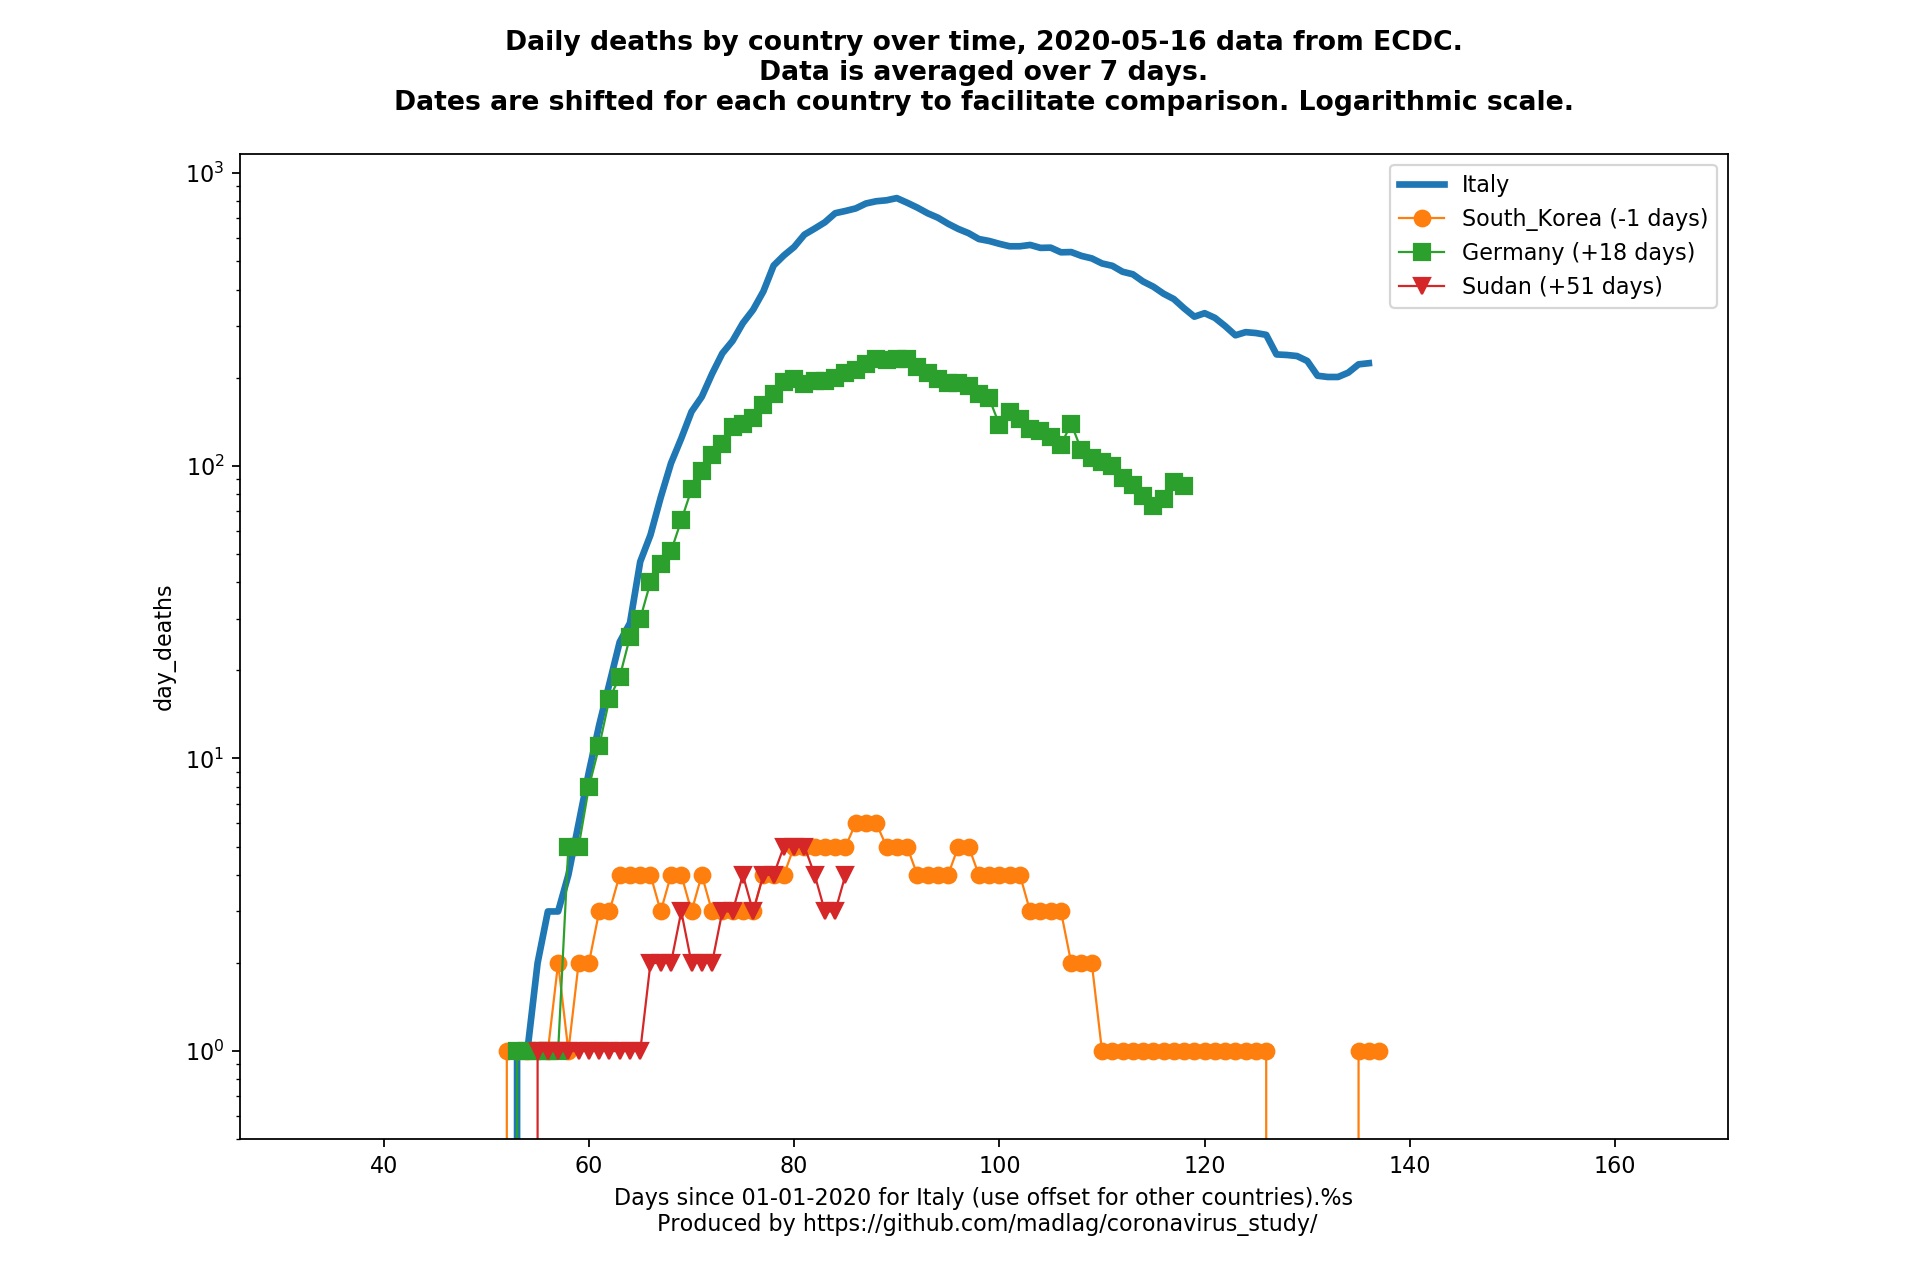 Daily deaths by country over time, 2020-05-16 data from ECDC.
Data is averaged over 7 days.
Dates are shifted for each country to facilitate comparison. Logarithmic scale.
10³
10²
10¹
10⁰
day_deaths
Italy
South_Korea (-1 days)
Germany (+18 days)
Sudan (+51 days)
40 60 80 100 120 140 160
Days since 01-01-2020 for Italy (use offset for other countries).%s
Produced by https://github.com/madlag/coronavirus_study/